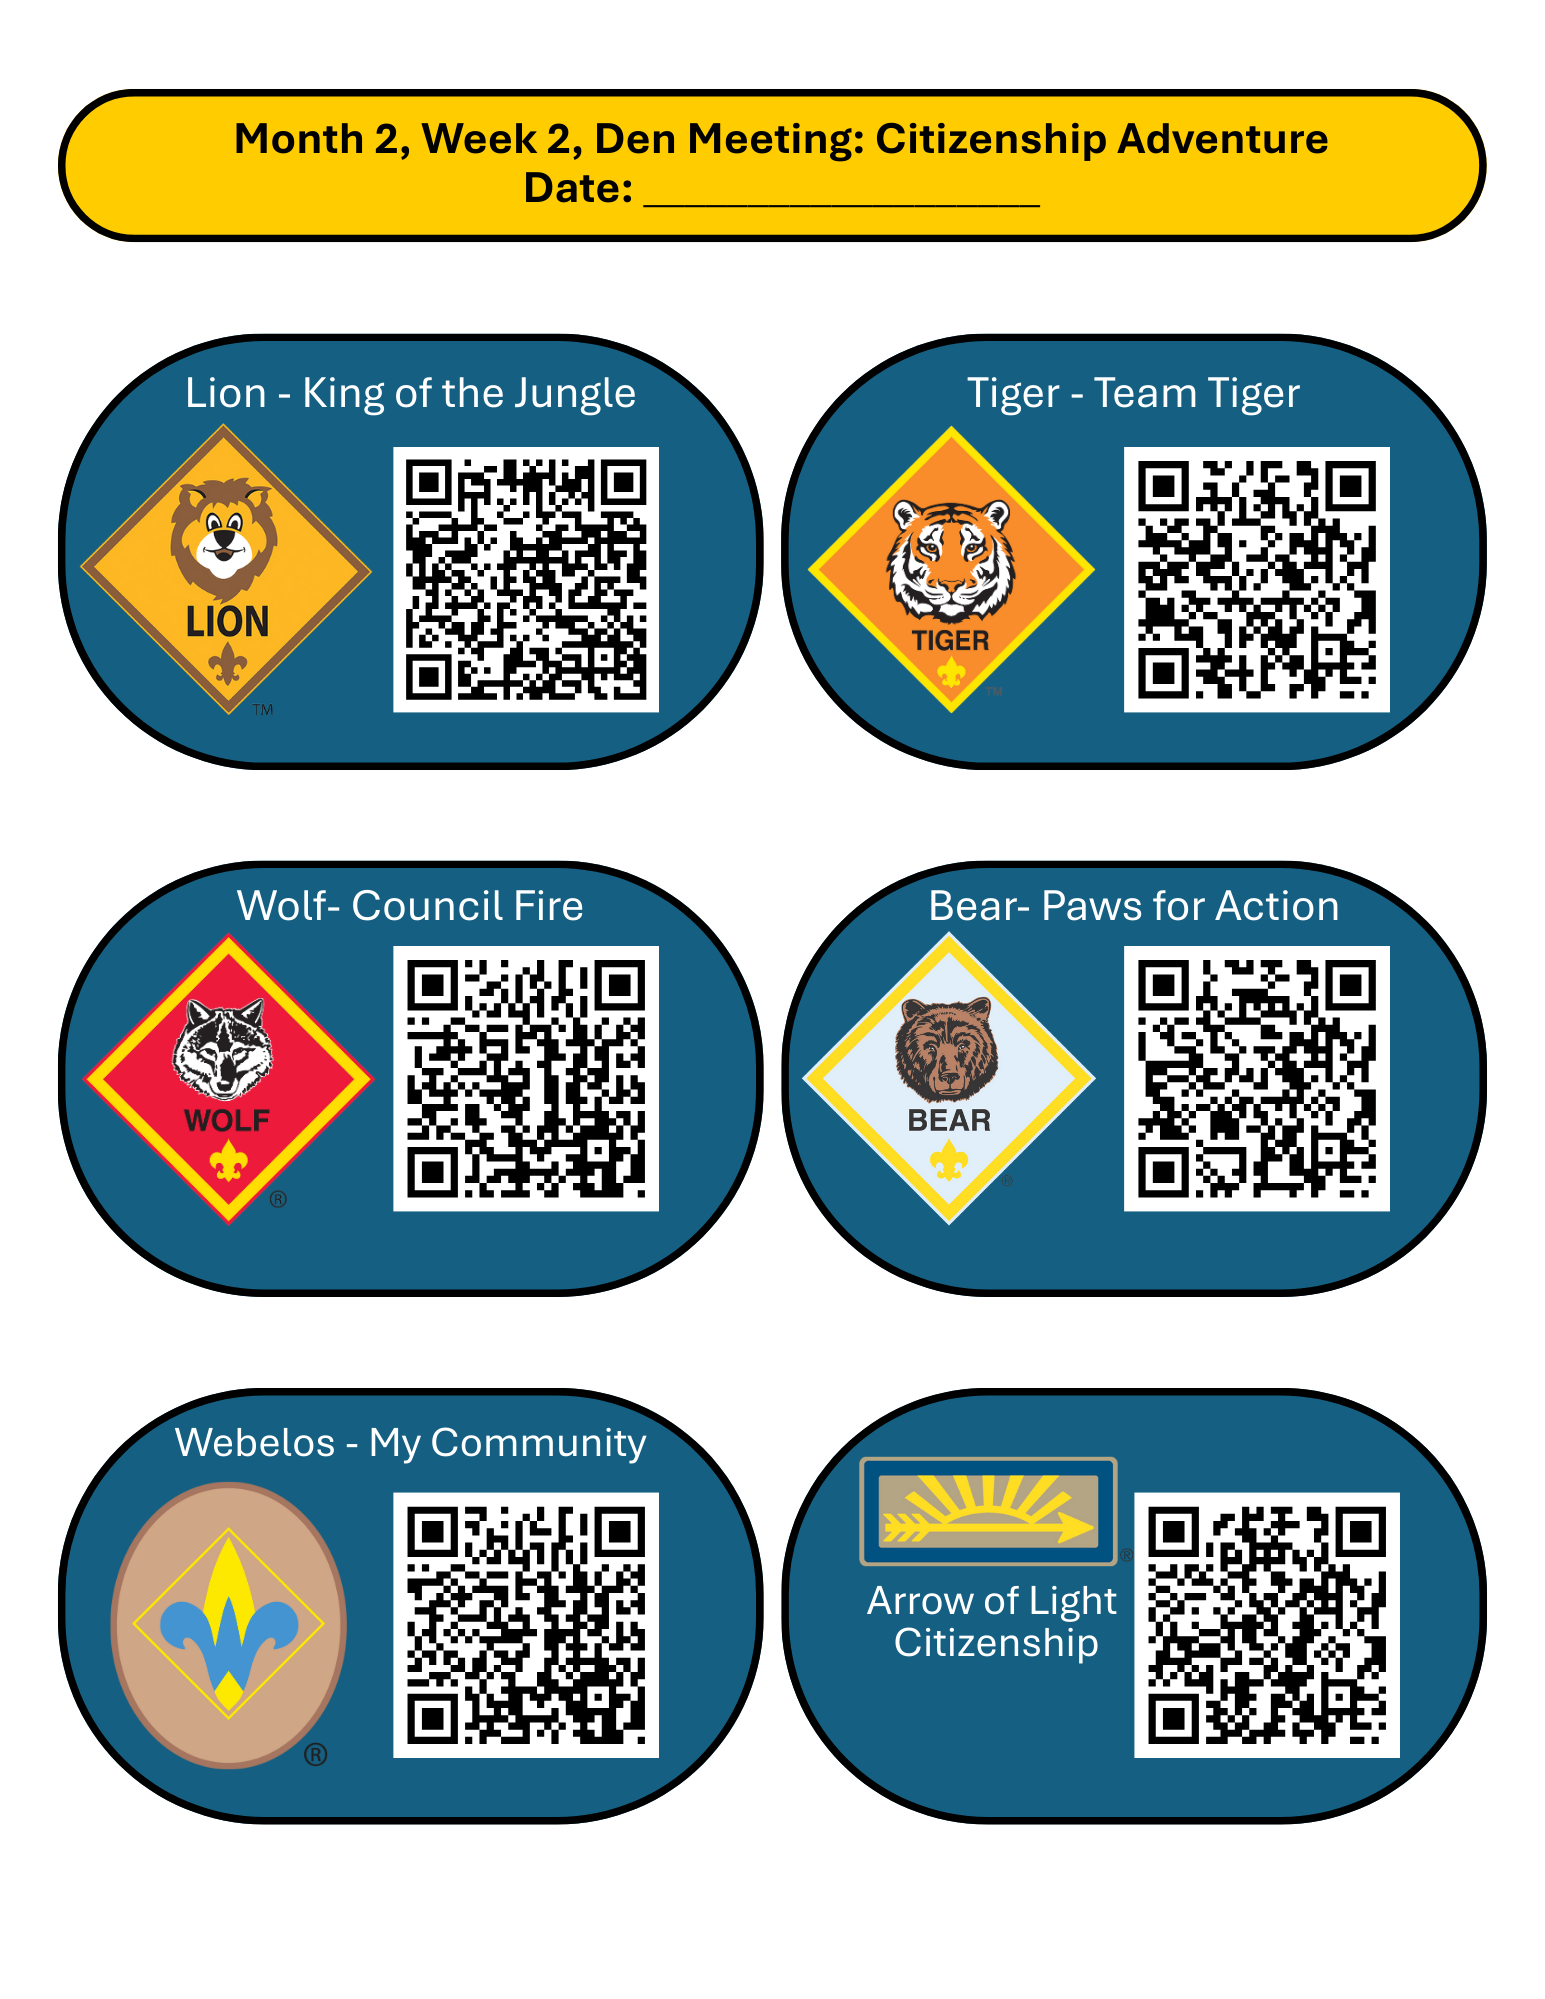 Month 2, Week 2, Den Meeting: Citizenship Adventure
Date: ___________________
Lion - King of the Jungle
LION
TM
Tiger - Team Tiger
TIGER
TM
Wolf- Council Fire
WOLF
®
Bear- Paws for Action
BEAR
®
Webelos - My Community
®
®
Arrow of Light
Citizenship